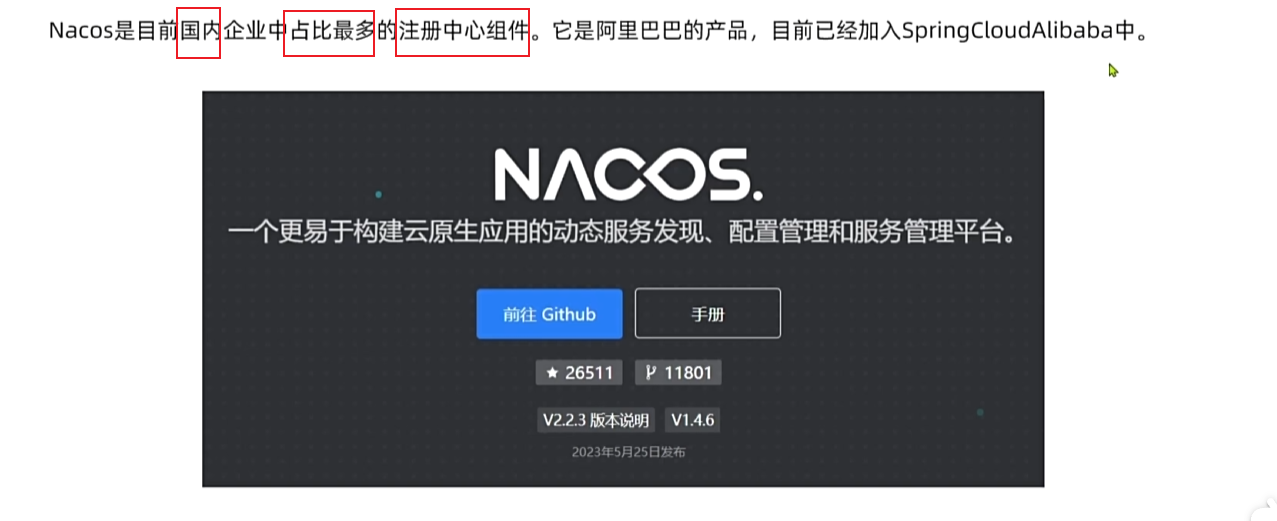 Nacos是目前国内企业中占比最多的注册中心组件。它是阿里巴巴的产品，目前已经加入SpringCloudAlibaba中。
NACOS.
一个更易于构建云原生应用的动态服务发现、配置管理和服务管理平台。
前往 Github 手册
26511 11801
V2.2.3 版本说明 V1.4.6
2023年5月25日发布